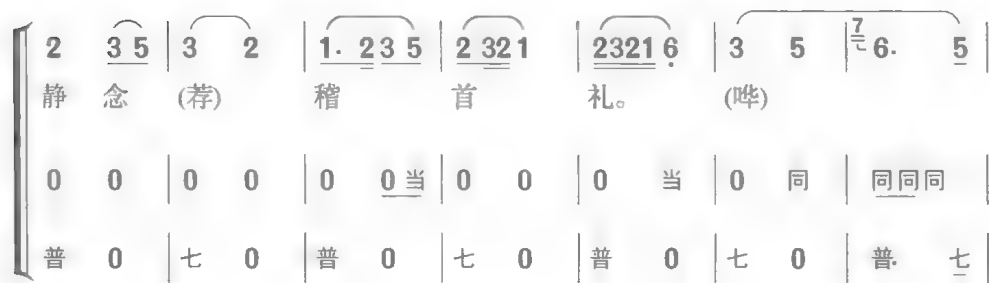 2 3 5 | 3 2 | 1. 2 3 5 | 2 3 2 1 | 2 3 2 1 6 | 3 5 | 7 6. 5 |
静 念 (荐) 稽 首 礼。 (哗)
0 0 | 0 0 | 0 0 当 | 0 0 | 0 当 | 0 同 | 同同同 |
普 0 | 七 0 | 普 0 | 七 0 | 普 0 | 七 0 | 普. 七 |